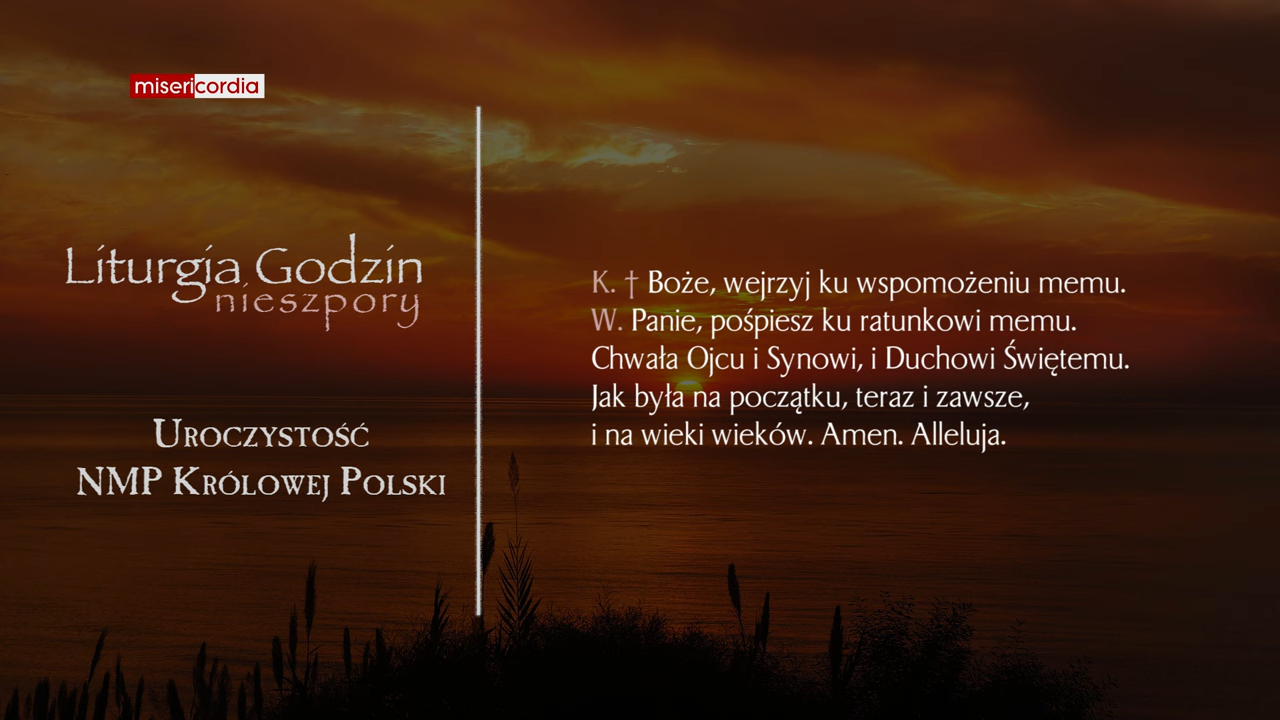 misericordia
Liturgia Godzin
nieszpory
Uroczystość
NMP Królowej Polski
K. † Boże, wejrzyj ku wspomożeniu memu.
W. Panie, pośpiesz ku ratunkowi memu.
Chwała Ojcu i Synowi, i Duchowi Świętemu.
Jak była na początku, teraz i zawsze,
i na wieki wieków. Amen. Alleluja.